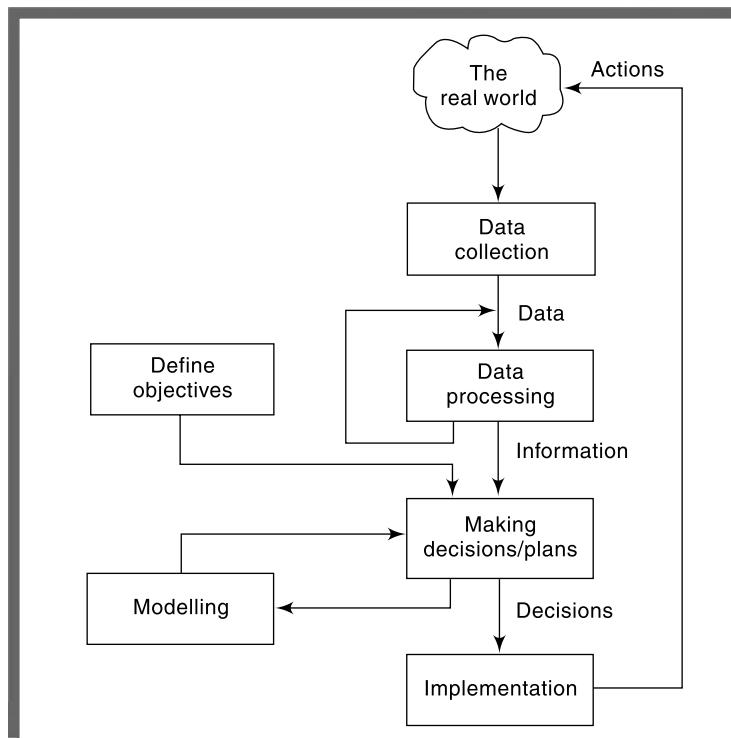 The
real world
Actions
Data
collection
Data
Define
objectives
Data
processing
Information
Making
decisions/plans
Modelling
Decisions
Implementation